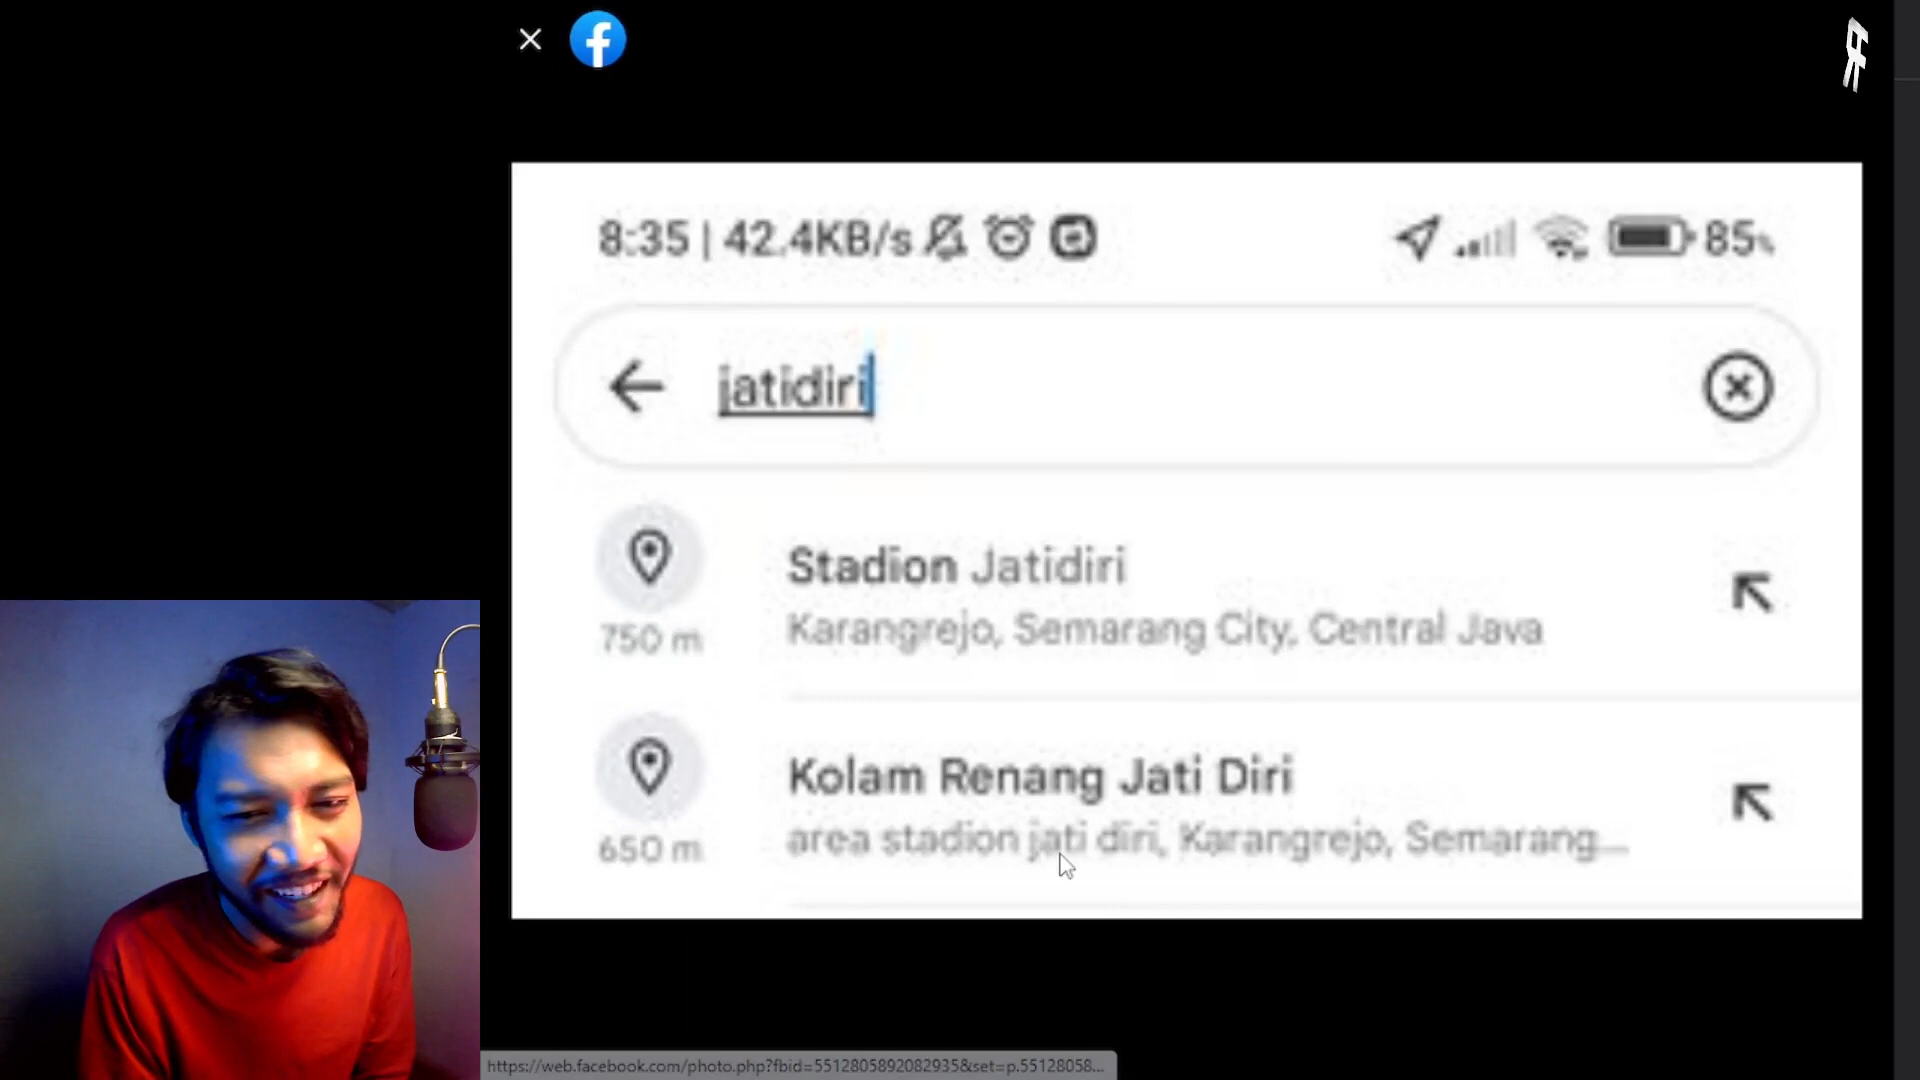 8:35 | 42.4KB/s
85%
jatidiri
Stadion Jatidiri
750 m
Karangrejo, Semarang City, Central Java
Kolam Renang Jati Diri
650 m
area stadion jati diri, Karangrejo, Semarang...
https://web.facebook.com/photo.php?fbid=5512805892082935&set=p.55128058...